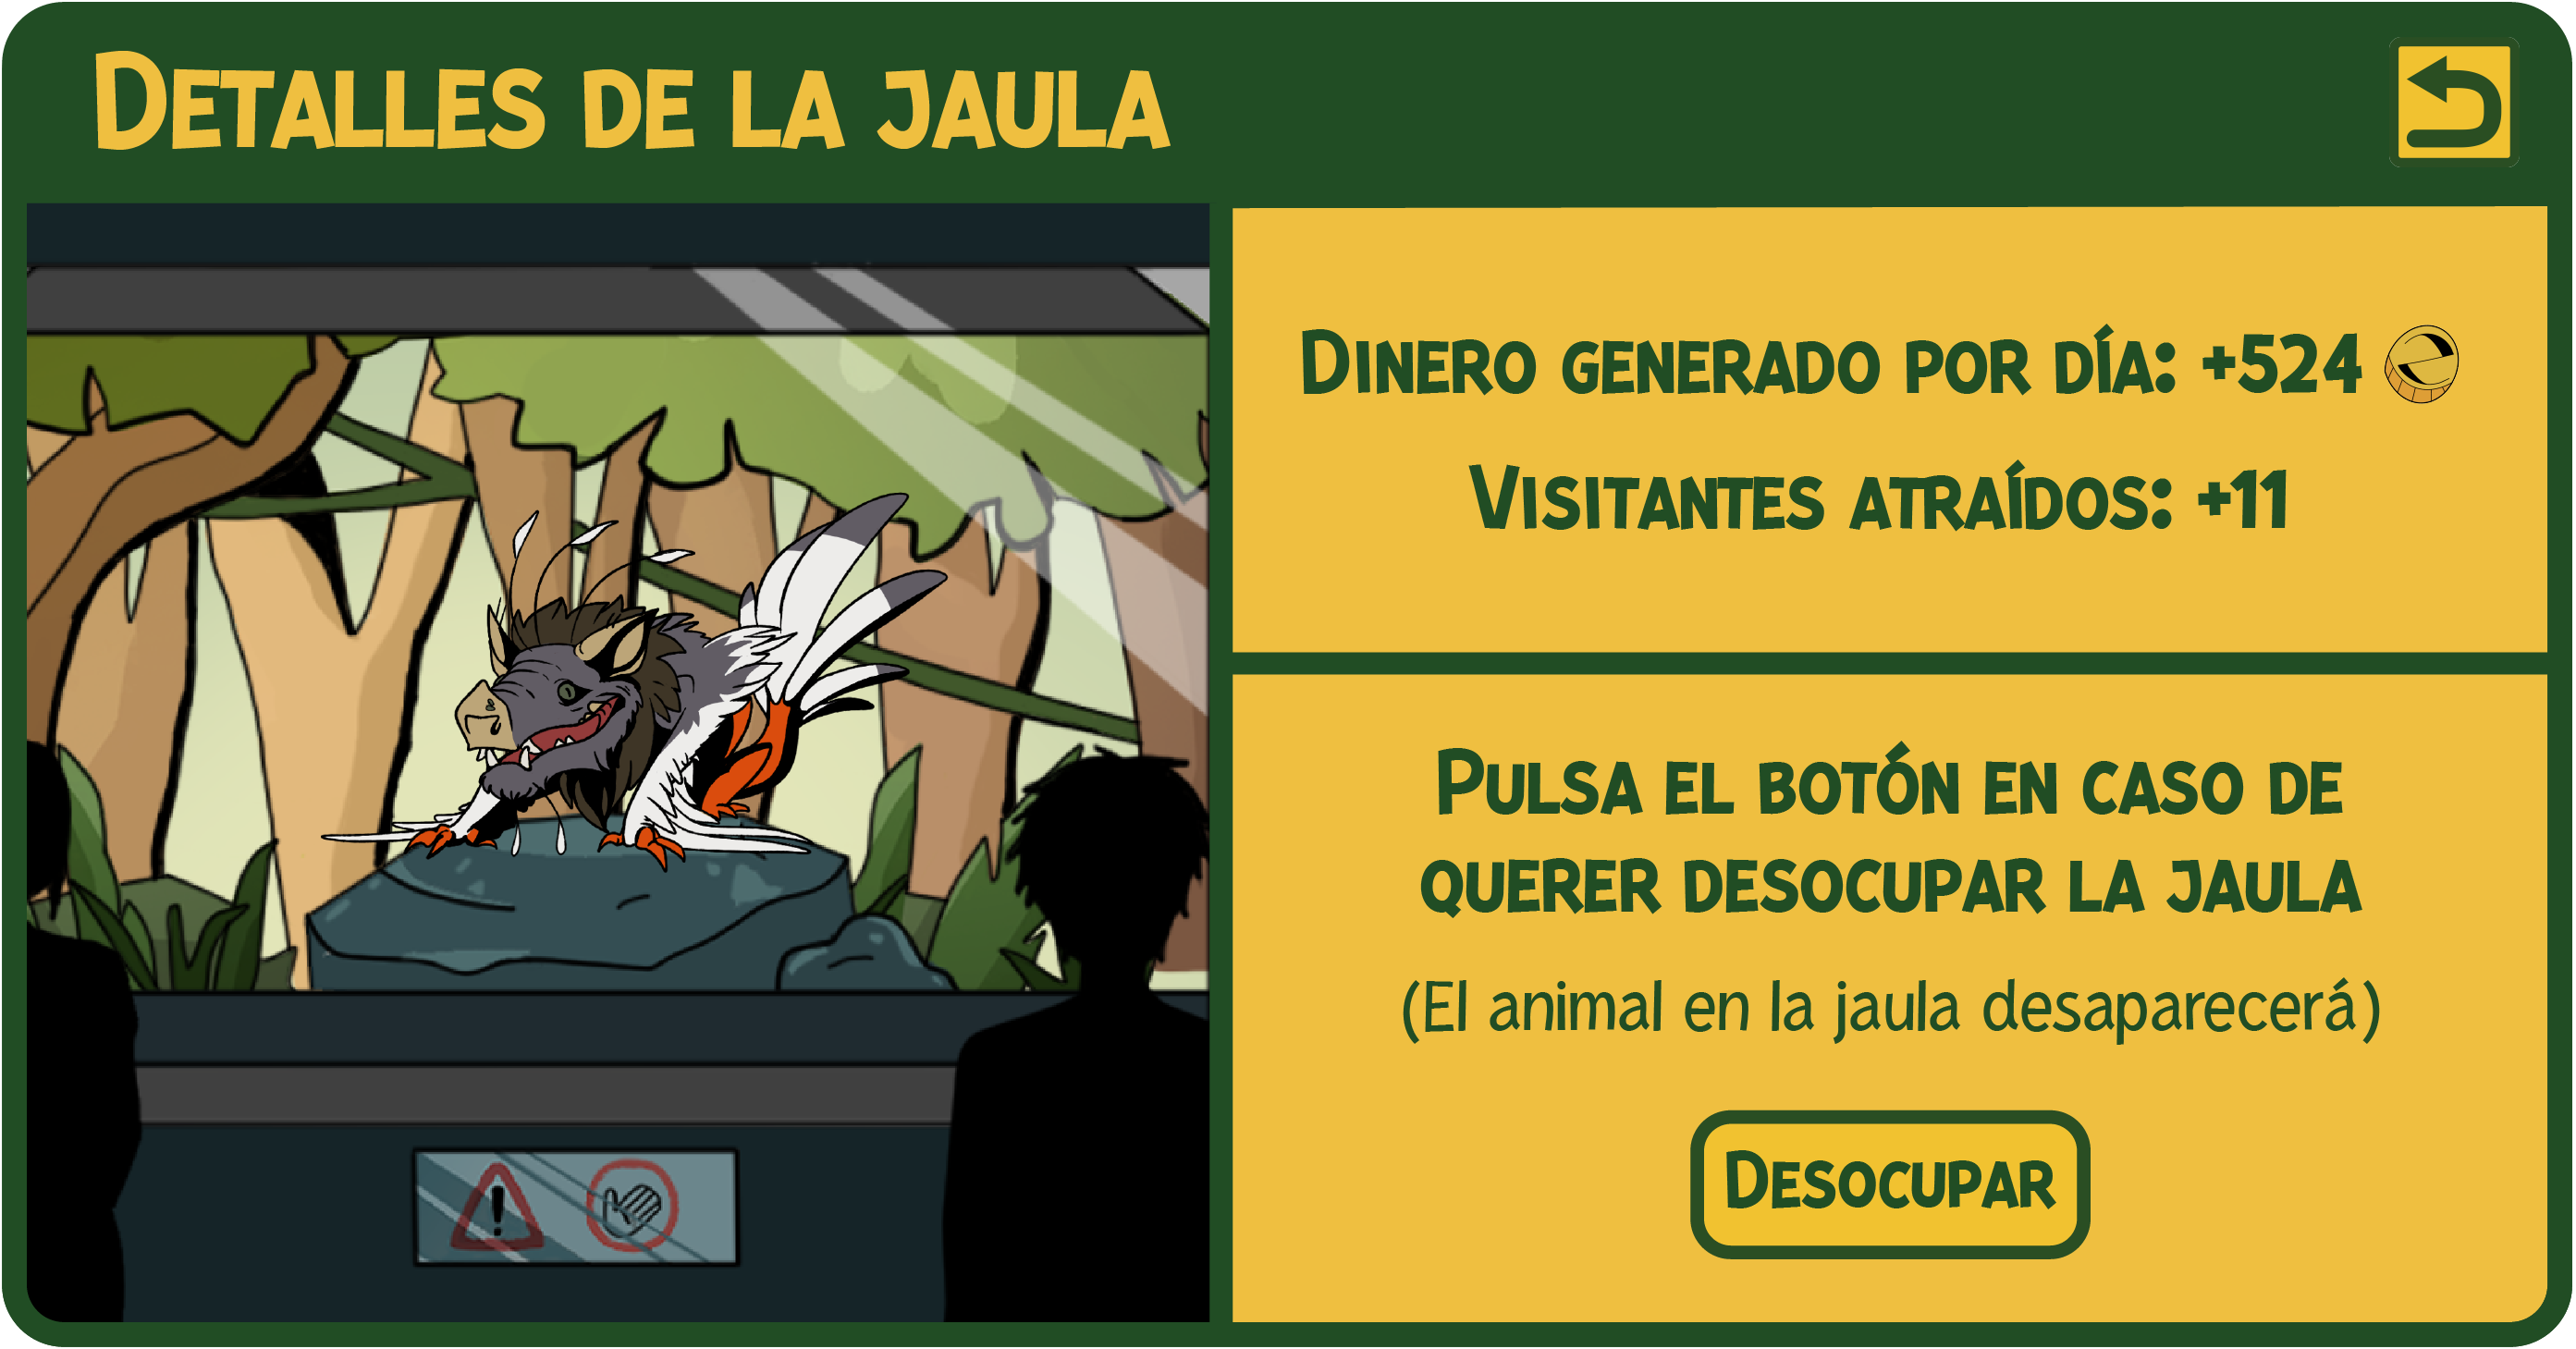 Detalles de la jaula
Dinero generado por día: +524
Visitantes atraídos: +11
Pulsa el botón en caso de
querer desocupar la jaula
(El animal en la jaula desaparecerá)
Desocupar